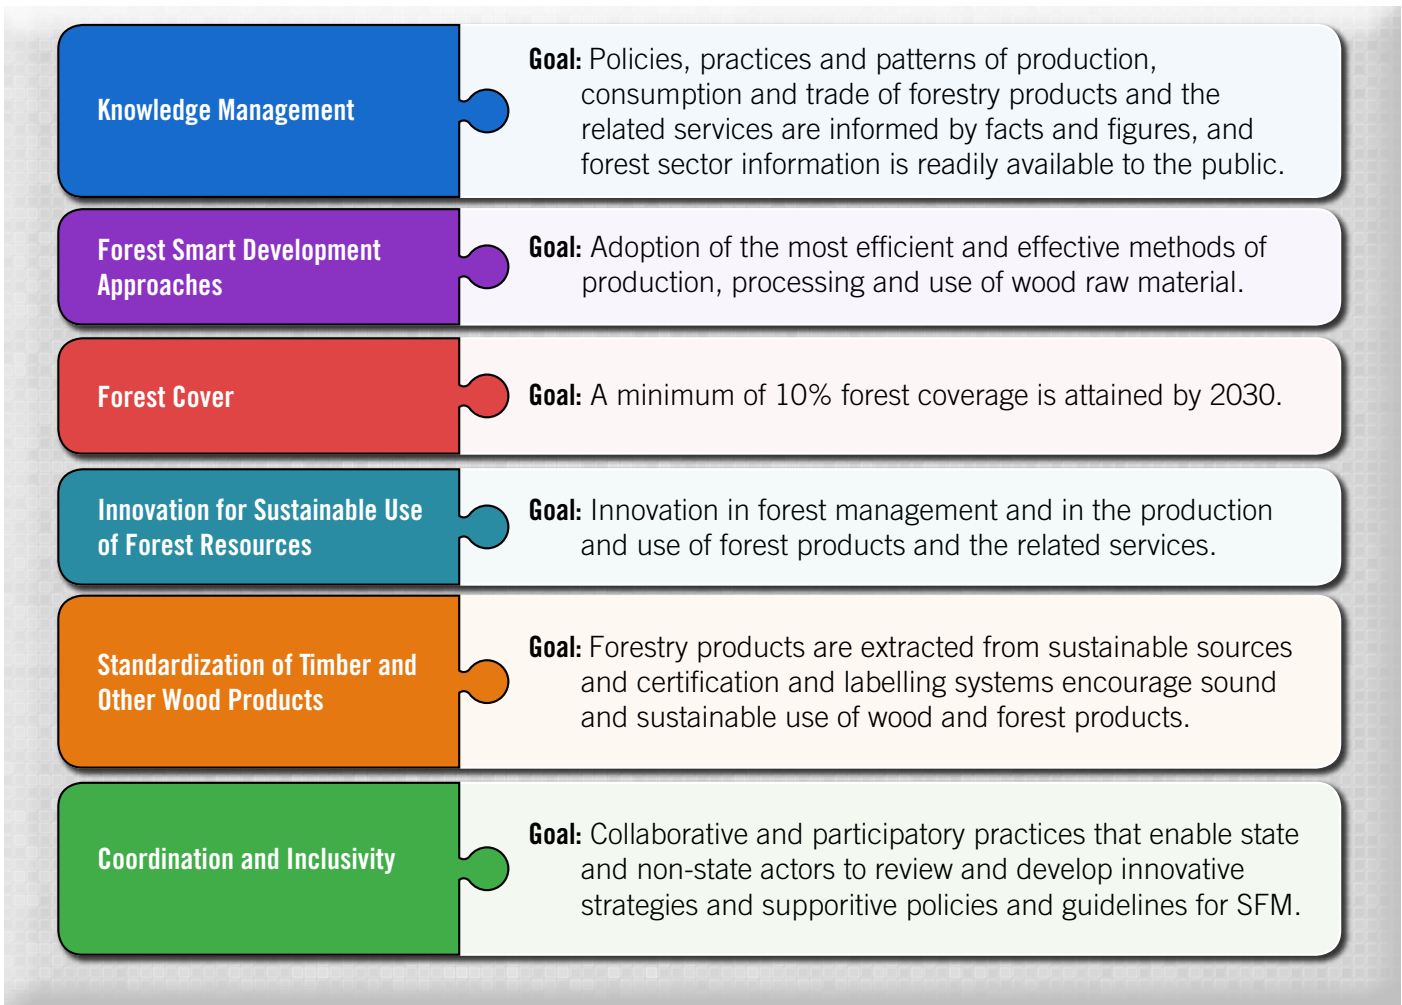 Knowledge Management
Goal: Policies, practices and patterns of production,
consumption and trade of forestry products and the
related services are informed by facts and figures, and
forest sector information is readily available to the public.
Forest Smart Development
Approaches
Goal: Adoption of the most efficient and effective methods of
production, processing and use of wood raw material.
Forest Cover
Goal: A minimum of 10% forest coverage is attained by 2030.
Innovation for Sustainable Use
of Forest Resources
Goal: Innovation in forest management and in the production
and use of forest products and the related services.
Standardization of Timber and
Other Wood Products
Goal: Forestry products are extracted from sustainable sources
and certification and labelling systems encourage sound
and sustainable use of wood and forest products.
Coordination and Inclusivity
Goal: Collaborative and participatory practices that enable state
and non-state actors to review and develop innovative
strategies and supportive policies and guidelines for SFM.